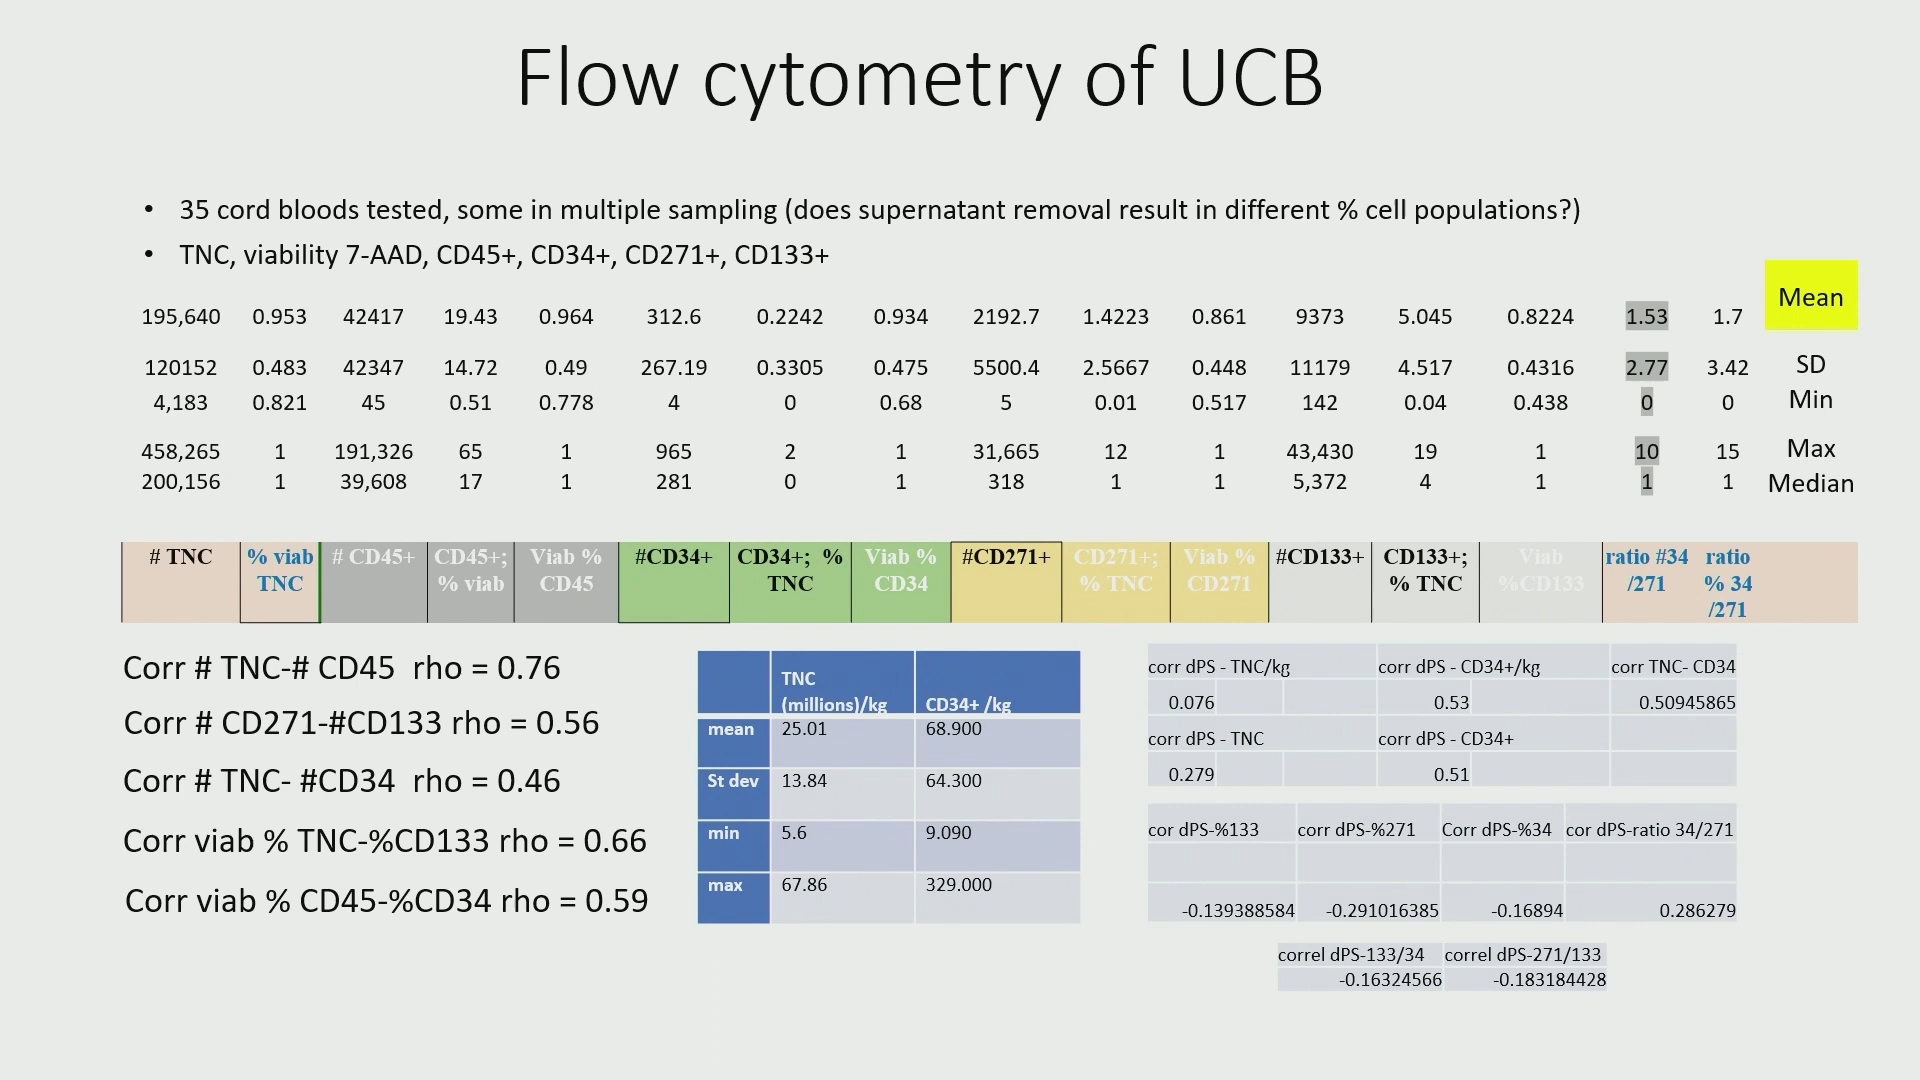 Flow cytometry of UCB
• 35 cord bloods tested, some in multiple sampling (does supernatant removal result in different % cell populations?)
• TNC, viability 7-AAD, CD45+, CD34+, CD271+, CD133+
195,640 0.953 42417 19.43 0.964 312.6 0.2242 0.934 2192.7 1.4223 0.861 9373 5.045 0.8224 1.53 1.7 Mean
120152 0.483 42347 14.72 0.49 267.19 0.3305 0.475 5500.4 2.5667 0.448 11179 4.517 0.4316 2.77 3.42 SD
4,183 0.821 45 0.51 0.778 4 0 0.68 5 0.01 0.517 142 0.04 0.438 0 0 Min
458,265 1 191,326 65 1 965 2 1 31,665 12 1 43,430 19 1 10 15 Max
200,156 1 39,608 17 1 281 0 1 318 1 1 5,372 4 1 1 1 Median
# TNC % viab # CD45+ CD45+; Viab % #CD34+ CD34+; % Viab % #CD271+ CD271+; Viab % #CD133+ CD133+; Viab ratio #34 ratio
TNC % viab CD45 TNC CD34 % TNC CD271 % TNC %CD133 /271 % 34
/271
Corr # TNC-# CD45 rho = 0.76
Corr # CD271-#CD133 rho = 0.56
Corr # TNC- #CD34 rho = 0.46
Corr viab % TNC-%CD133 rho = 0.66
Corr viab % CD45-%CD34 rho = 0.59
TNC
(millions)/kg CD34+ /kg
mean 25.01 68.900
St dev 13.84 64.300
min 5.6 9.090
max 67.86 329.000
corr dPS - TNC/kg corr dPS - CD34+/kg corr TNC- CD34
0.076 0.53 0.50945865
corr dPS - TNC corr dPS - CD34+
0.279 0.51
cor dPS-%133 corr dPS-%271 Corr dPS-%34 cor dPS-ratio 34/271
-0.139388584 -0.291016385 -0.16894 0.286279
correl dPS-133/34 correl dPS-271/133
-0.16324566 -0.183184428